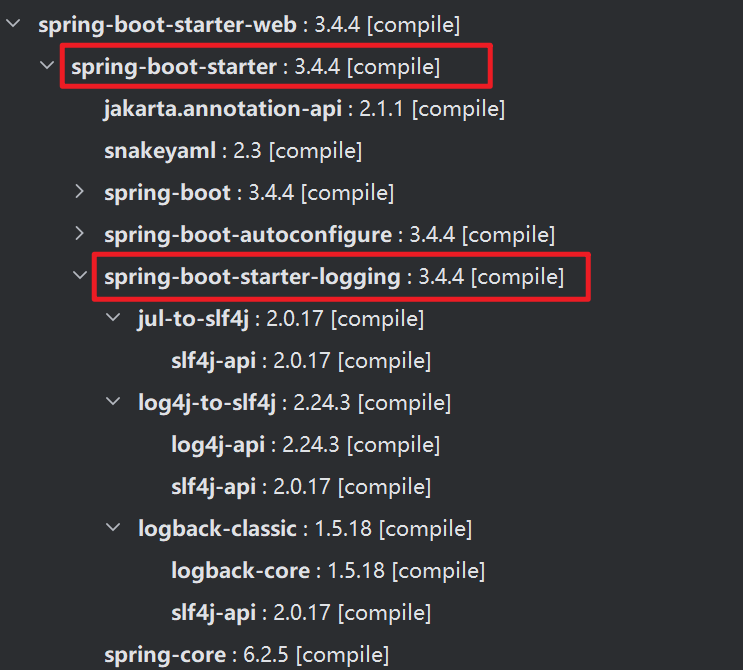 spring-boot-starter-web : 3.4.4 [compile]
spring-boot-starter : 3.4.4 [compile]
jakarta.annotation-api : 2.1.1 [compile]
snakeyaml : 2.3 [compile]
spring-boot : 3.4.4 [compile]
spring-boot-autoconfigure : 3.4.4 [compile]
spring-boot-starter-logging : 3.4.4 [compile]
jul-to-slf4j : 2.0.17 [compile]
slf4j-api : 2.0.17 [compile]
log4j-to-slf4j : 2.24.3 [compile]
log4j-api : 2.24.3 [compile]
slf4j-api : 2.0.17 [compile]
logback-classic : 1.5.18 [compile]
logback-core : 1.5.18 [compile]
slf4j-api : 2.0.17 [compile]
spring-core : 6.2.5 [compile]